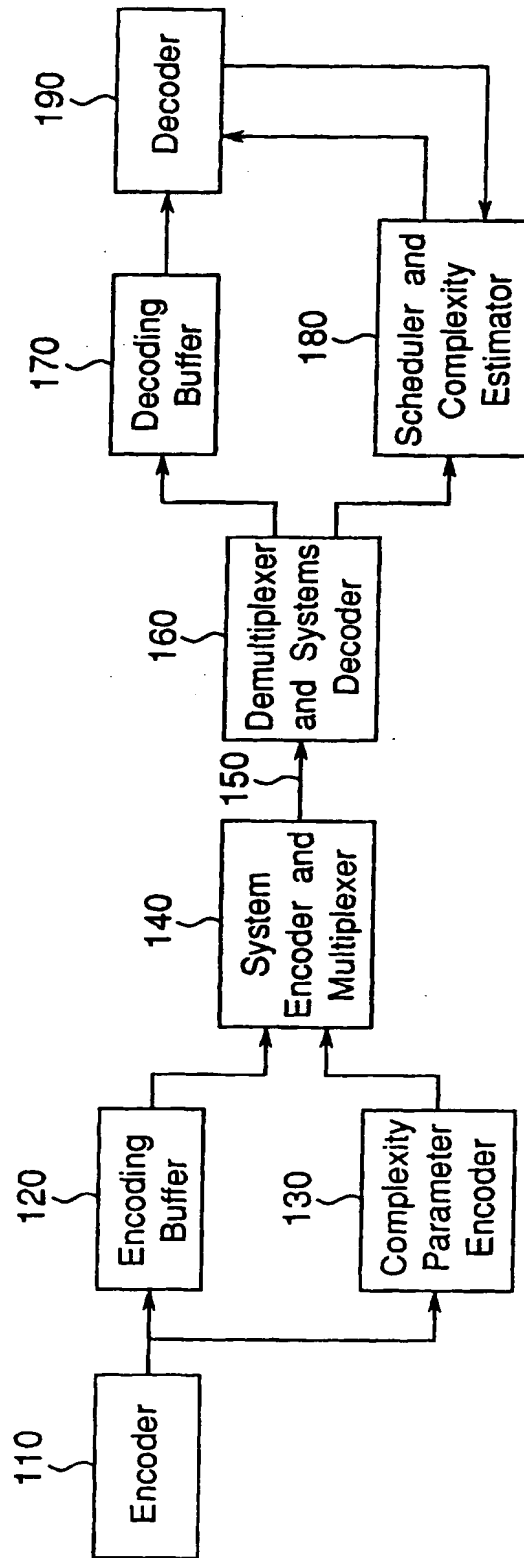 110
Encoder
120
Encoding
Buffer
130
Complexity
Parameter
Encoder
140
System
Encoder and
Multiplexer
150
160
Demultiplexer
and Systems
Decoder
170
Decoding
Buffer
180
Scheduler and
Complexity
Estimator
190
Decoder